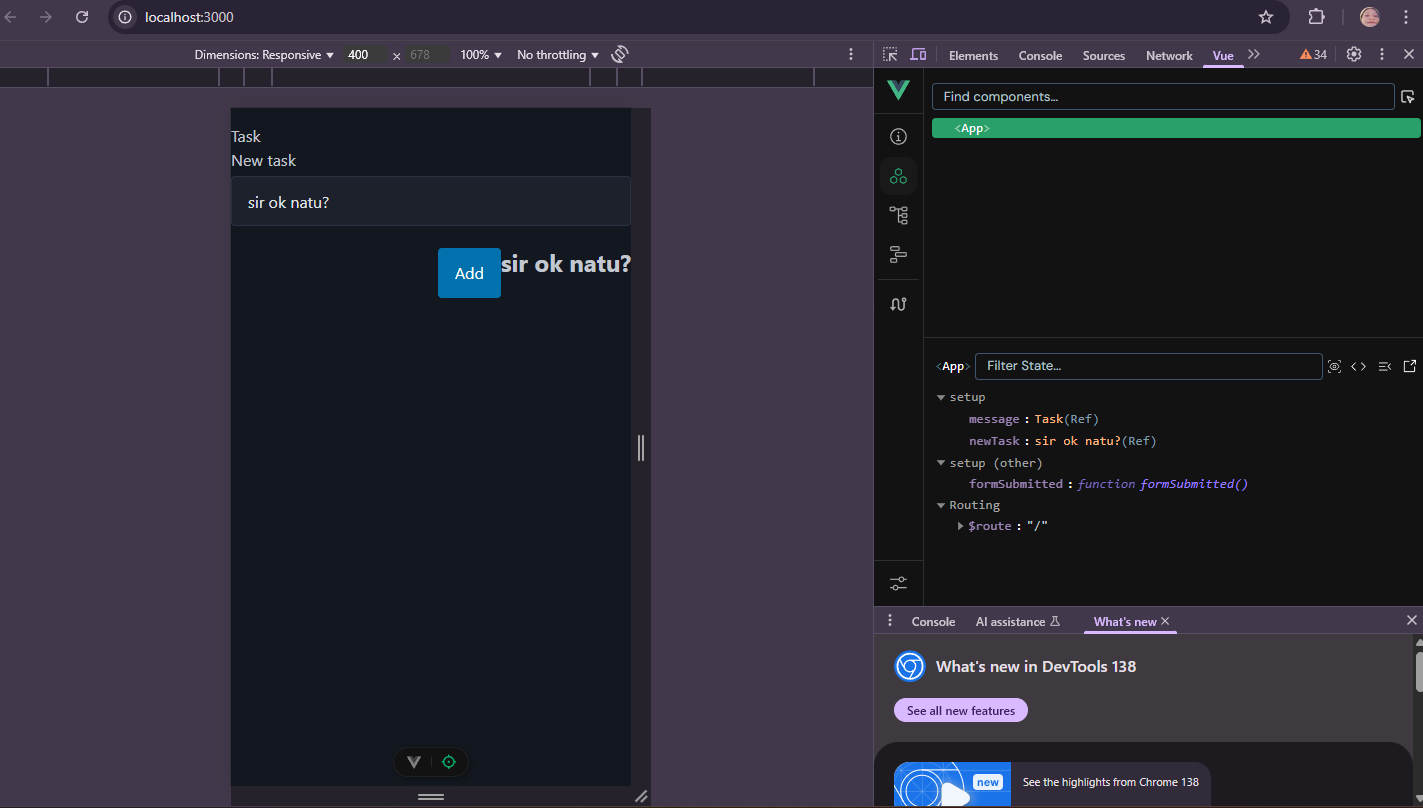 localhost:3000
Dimensions: Responsive 400 × 678 100% No throttling
Elements Console Sources Network Vue 34
Find components...
<App>
Task
New task
sir ok natu?
Add sir ok natu?
<App> Filter State...
setup
message : Task(Ref)
newTask : sir ok natu?(Ref)
setup (other)
formSubmitted : function formSubmitted()
Routing
$route : "/"
Console AI assistance What's new
What's new in DevTools 138
See all new features
new
See the highlights from Chrome 138